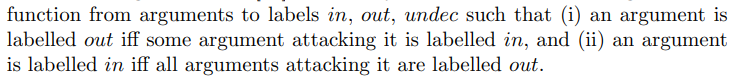 function from arguments to labels in, out, undec such that (i) an argument is
labelled out iff some argument attacking it is labelled in, and (ii) an argument
is labelled in iff all arguments attacking it are labelled out.